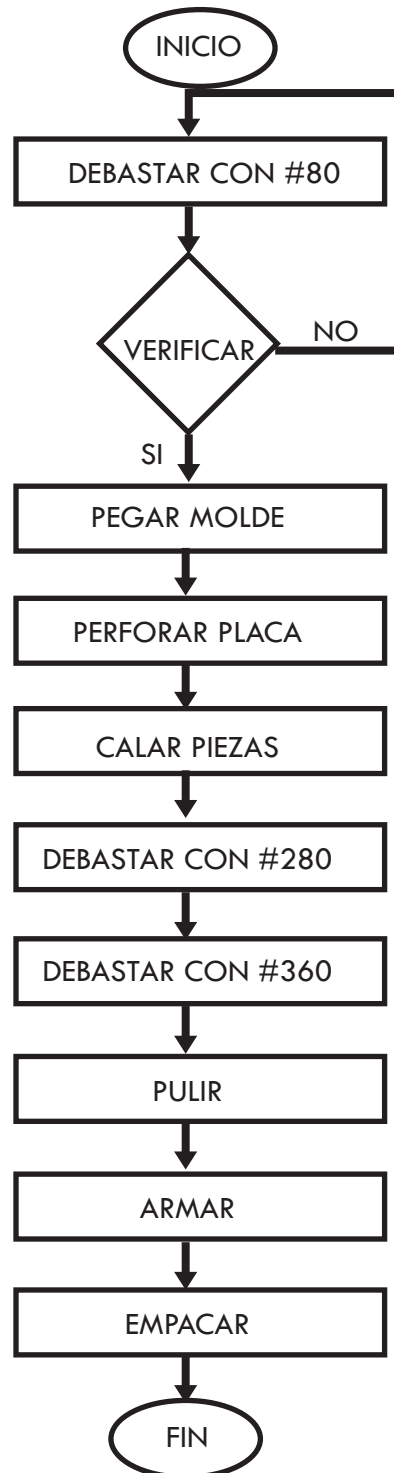 INICIO
DEBASTAR CON #80
VERIFICAR
NO
SI
PEGAR MOLDE
PERFORAR PLACA
CALAR PIEZAS
DEBASTAR CON #280
DEBASTAR CON #360
PULIR
ARMAR
EMPACAR
FIN